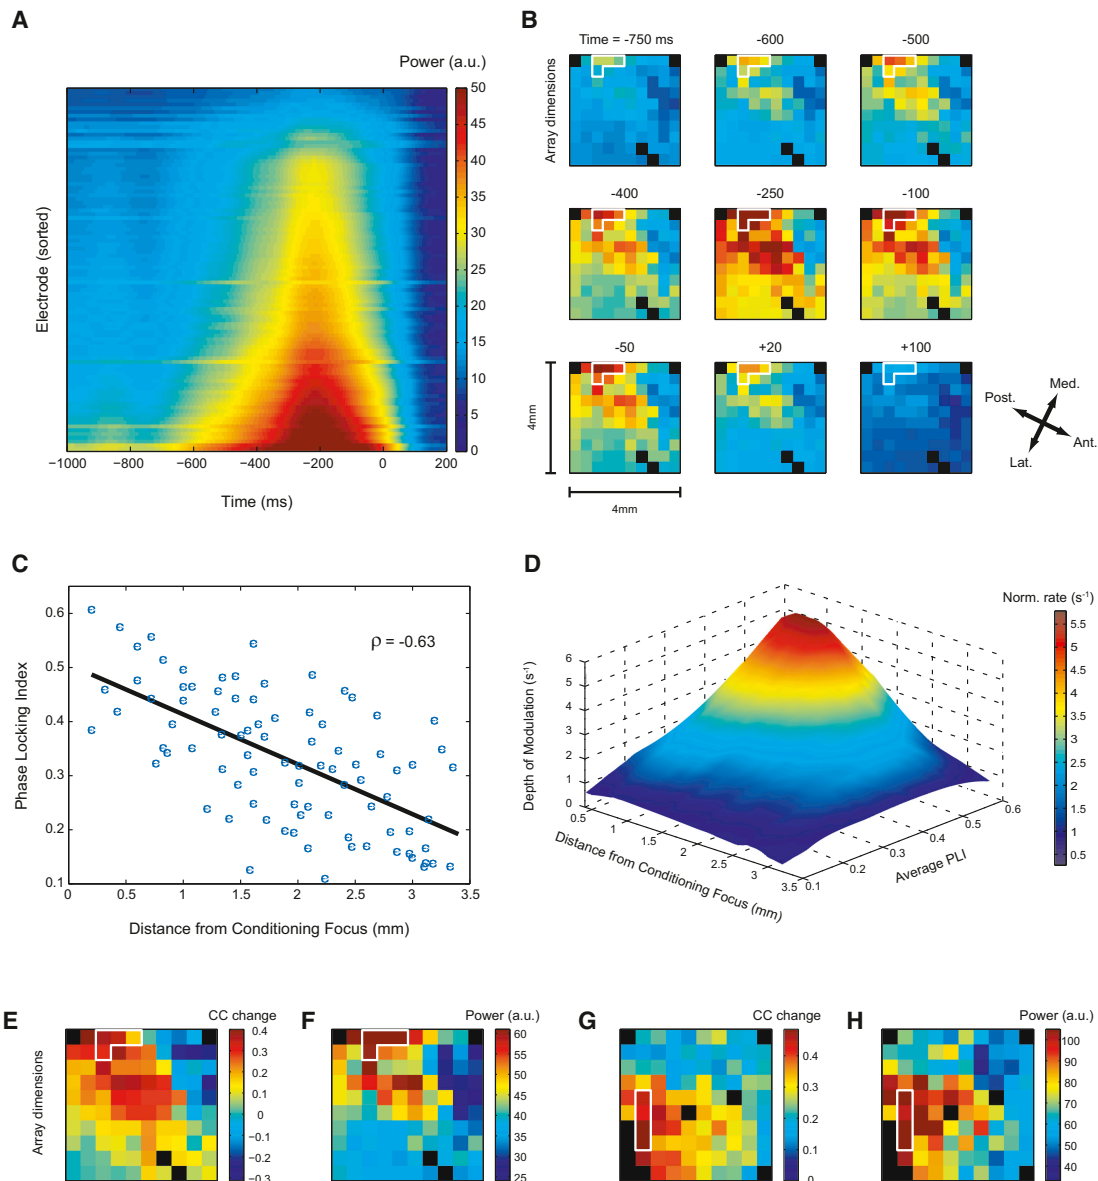 A
Power (a.u.)
50
45
40
35
30
25
20
15
10
5
0
Electrode (sorted)
−1000 −800 −600 −400 −200 0 200
Time (ms)
B
Time = -750 ms -600 -500
Array dimensions
-400 -250 -100
-50 +20 +100
4mm
4mm
Med.
Post.
Ant.
Lat.
C
0.6
0.5
0.4
0.3
0.2
0.1
Phase Locking Index
ρ = -0.63
0 0.5 1 1.5 2 2.5 3 3.5
Distance from Conditioning Focus (mm)
D
Norm. rate (s-1)
5.5
5
4.5
4
3.5
3
2.5
2
1.5
1
0.5
Depth of Modulation (s-1)
6
5
4
3
2
1
0
0.5 1 1.5 2 2.5 3 3.5
Distance from Conditioning Focus (mm)
0.1 0.2 0.3 0.4 0.5 0.6
Average PLI
E
CC change
0.4
0.3
0.2
0.1
0
−0.1
−0.2
−0.3
Array dimensions
F
Power (a.u.)
60
55
50
45
40
35
30
25
G
CC change
0.4
0.3
0.2
0.1
0
H
Power (a.u.)
100
90
80
70
60
50
40